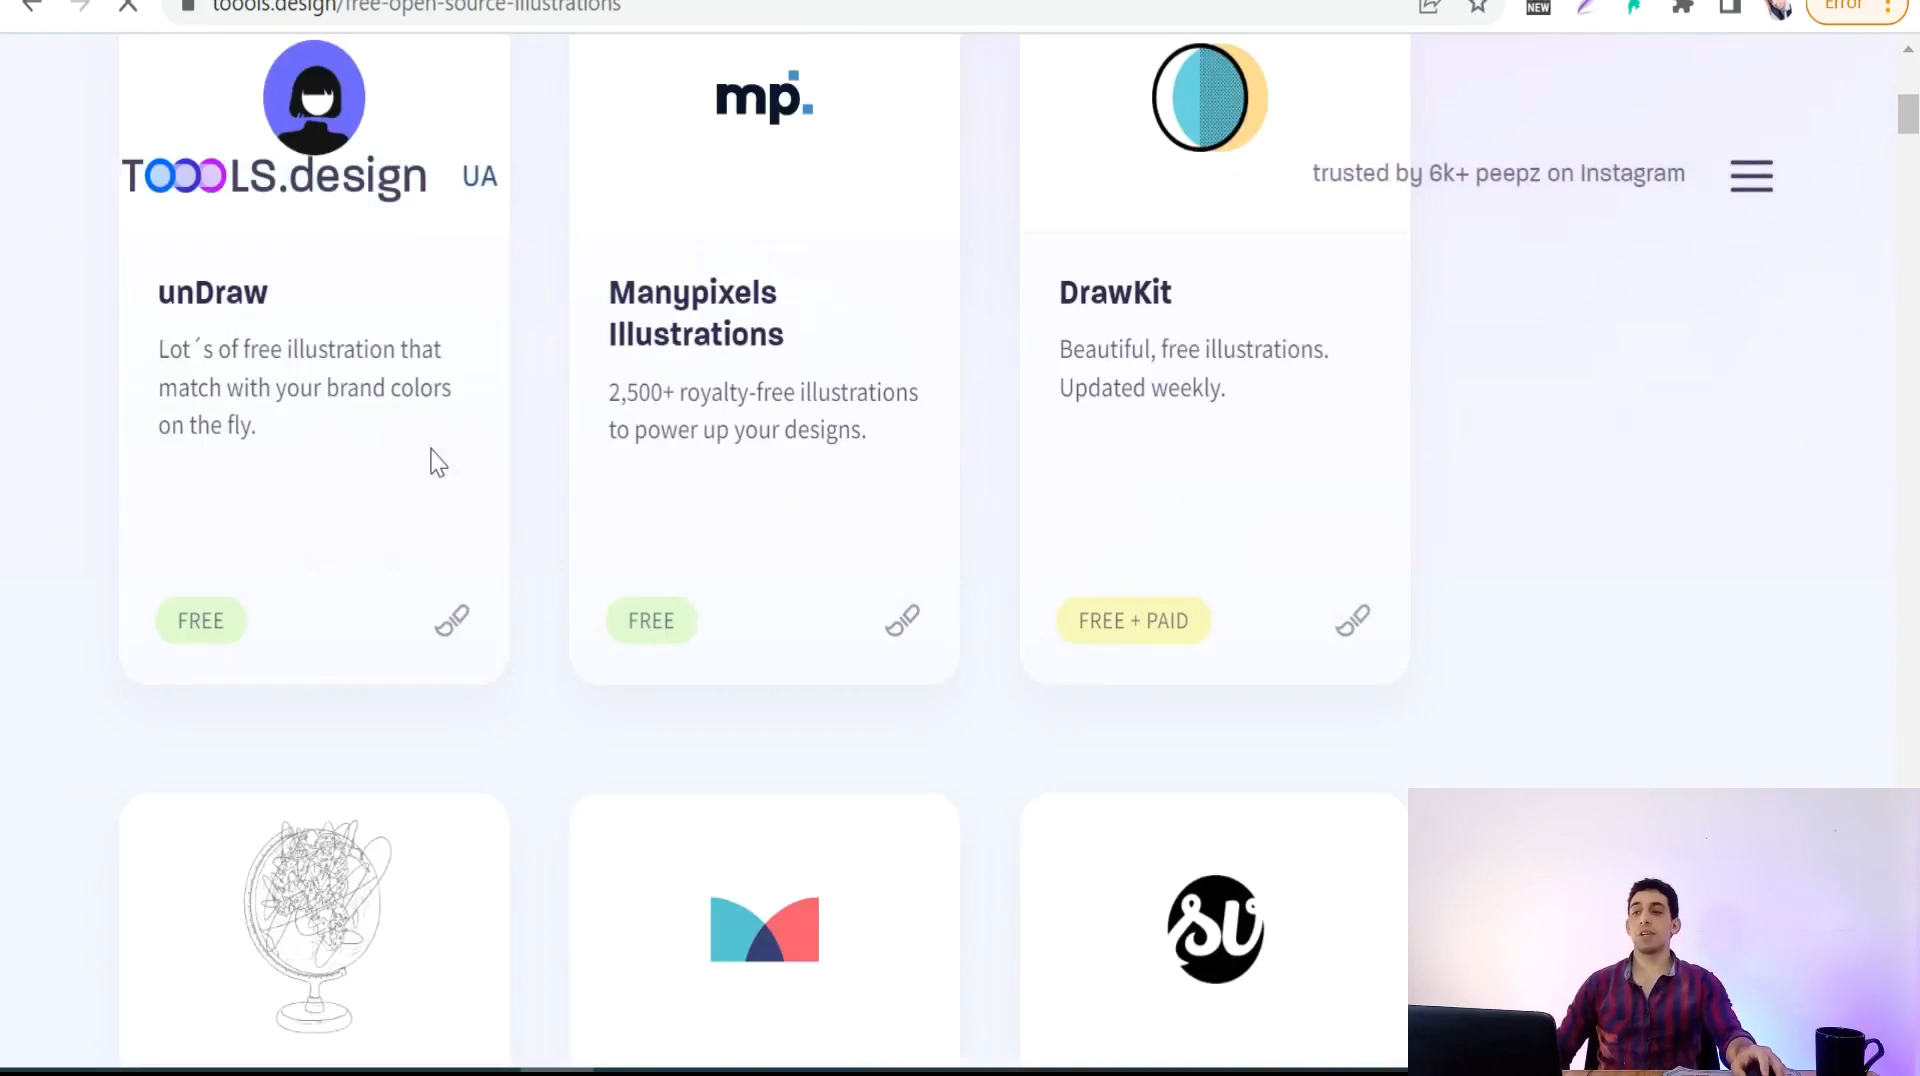 toools.design/free-open-source-illustrations
NEW
Error
mp.
TOOOLS.design
UA
trusted by 6k+ peepz on Instagram
unDraw
Lot´s of free illustration that
match with your brand colors
on the fly.
FREE
Manypixels
Illustrations
2,500+ royalty-free illustrations
to power up your designs.
FREE
DrawKit
Beautiful, free illustrations.
Updated weekly.
FREE + PAID
su